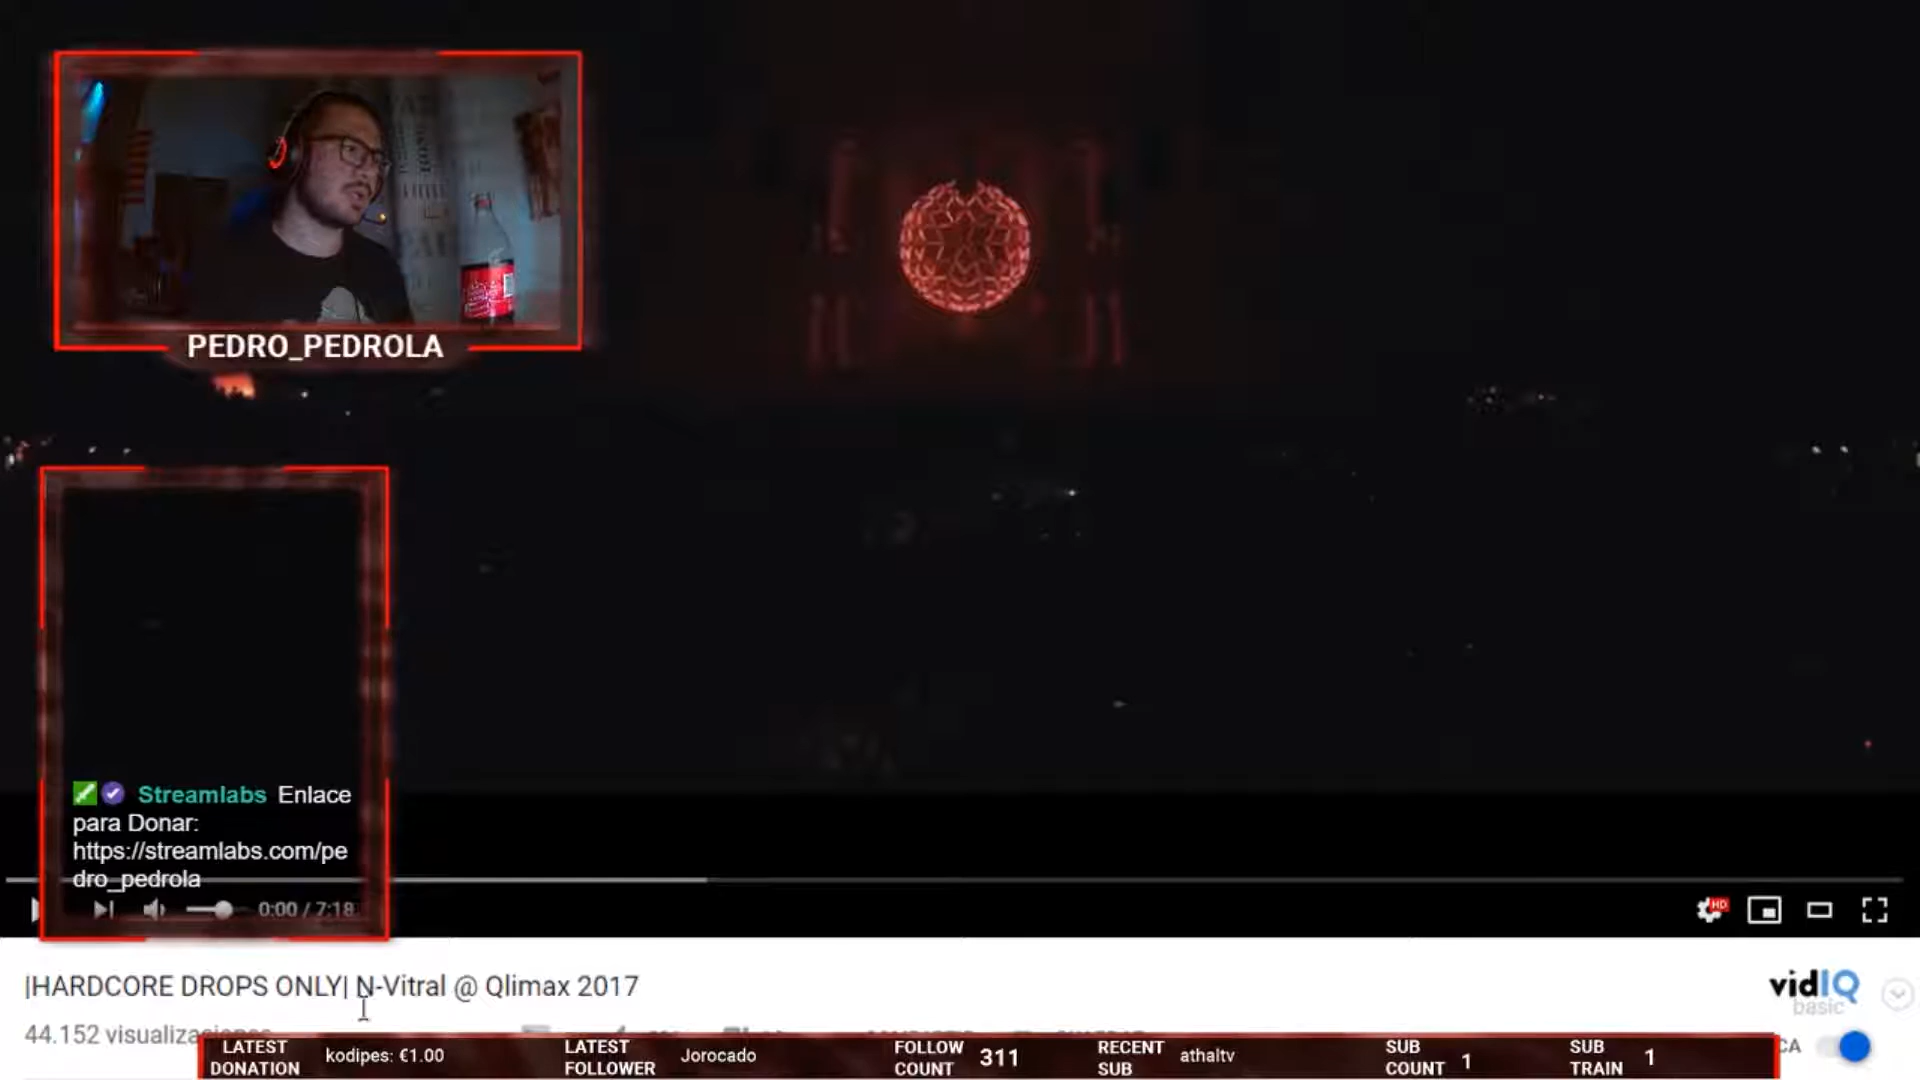 PEDRO_PEDROLA
Streamlabs Enlace
para Donar:
https://streamlabs.com/pe
dro_pedrola
0:00 / 7:18
HD
|HARDCORE DROPS ONLY| N-Vitral @ Qlimax 2017
vidIQ
basic
44.152
CA
LATEST DONATION kodipes: €1.00
LATEST FOLLOWER Jorocado
FOLLOW COUNT 311
RECENT SUB athaltv
SUB COUNT 1
SUB TRAIN 1